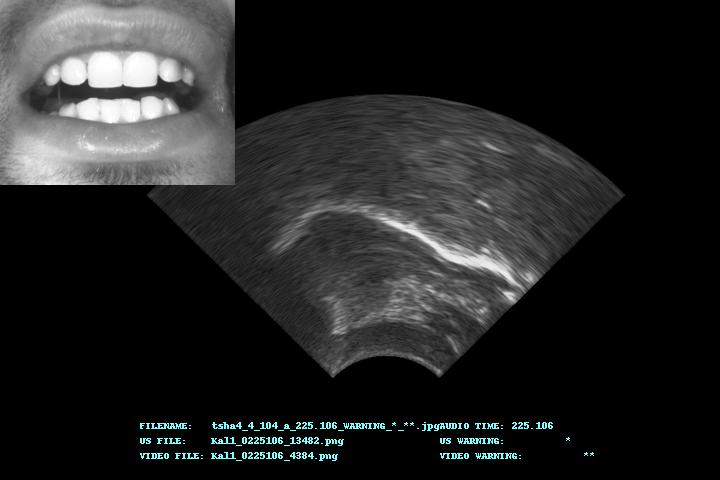 FILENAME: tsha4_4_104_a_225.106_WARNING_*_**.jpgAUDIO TIME: 225.106
US FILE: Kal1_0225106_13482.png US WARNING: *
VIDEO FILE: Kal1_0225106_4384.png VIDEO WARNING: **